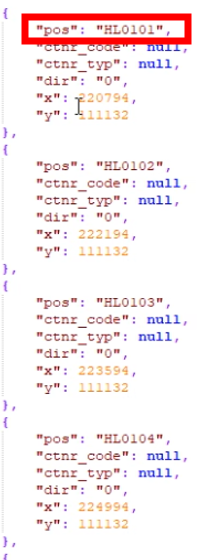 {
"pos": "HL0101",
"ctnr_code": null,
"ctnr_typ": null,
"dir": "0",
"x": 220794,
"y": 111132
},
{
"pos": "HL0102",
"ctnr_code": null,
"ctnr_typ": null,
"dir": "0",
"x": 222194,
"y": 111132
},
{
"pos": "HL0103",
"ctnr_code": null,
"ctnr_typ": null,
"dir": "0",
"x": 223594,
"y": 111132
},
{
"pos": "HL0104",
"ctnr_code": null,
"ctnr_typ": null,
"dir": "0",
"x": 224994,
"y": 111132
},
{